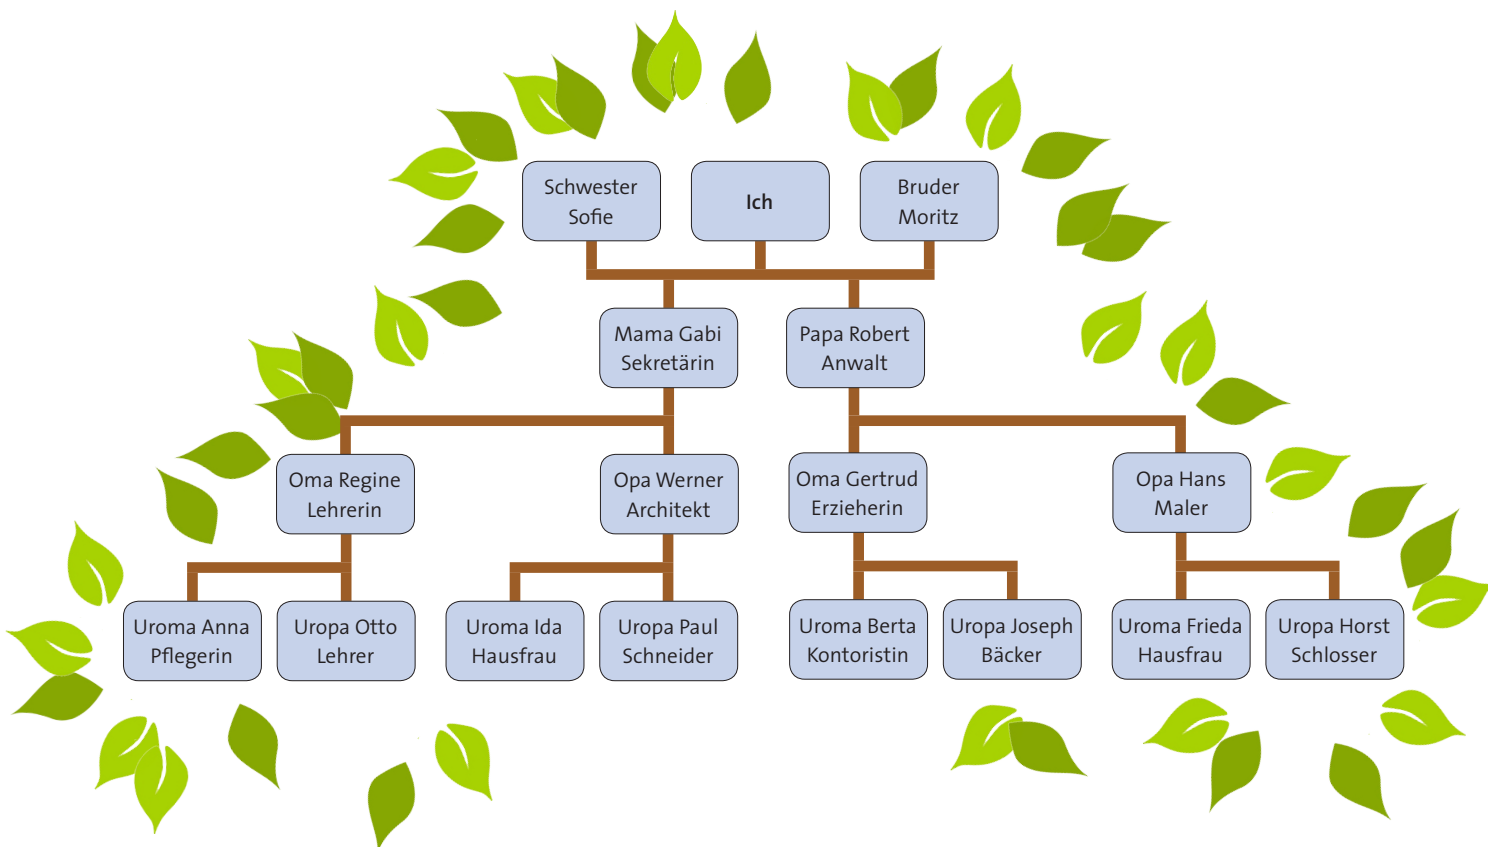 Schwester
Sofie
Ich
Bruder
Moritz
Mama Gabi
Sekretärin
Papa Robert
Anwalt
Oma Regine
Lehrerin
Opa Werner
Architekt
Oma Gertrud
Erzieherin
Opa Hans
Maler
Uroma Anna
Pflegerin
Uropa Otto
Lehrer
Uroma Ida
Hausfrau
Uropa Paul
Schneider
Uroma Berta
Kontoristin
Uropa Joseph
Bäcker
Uroma Frieda
Hausfrau
Uropa Horst
Schlosser